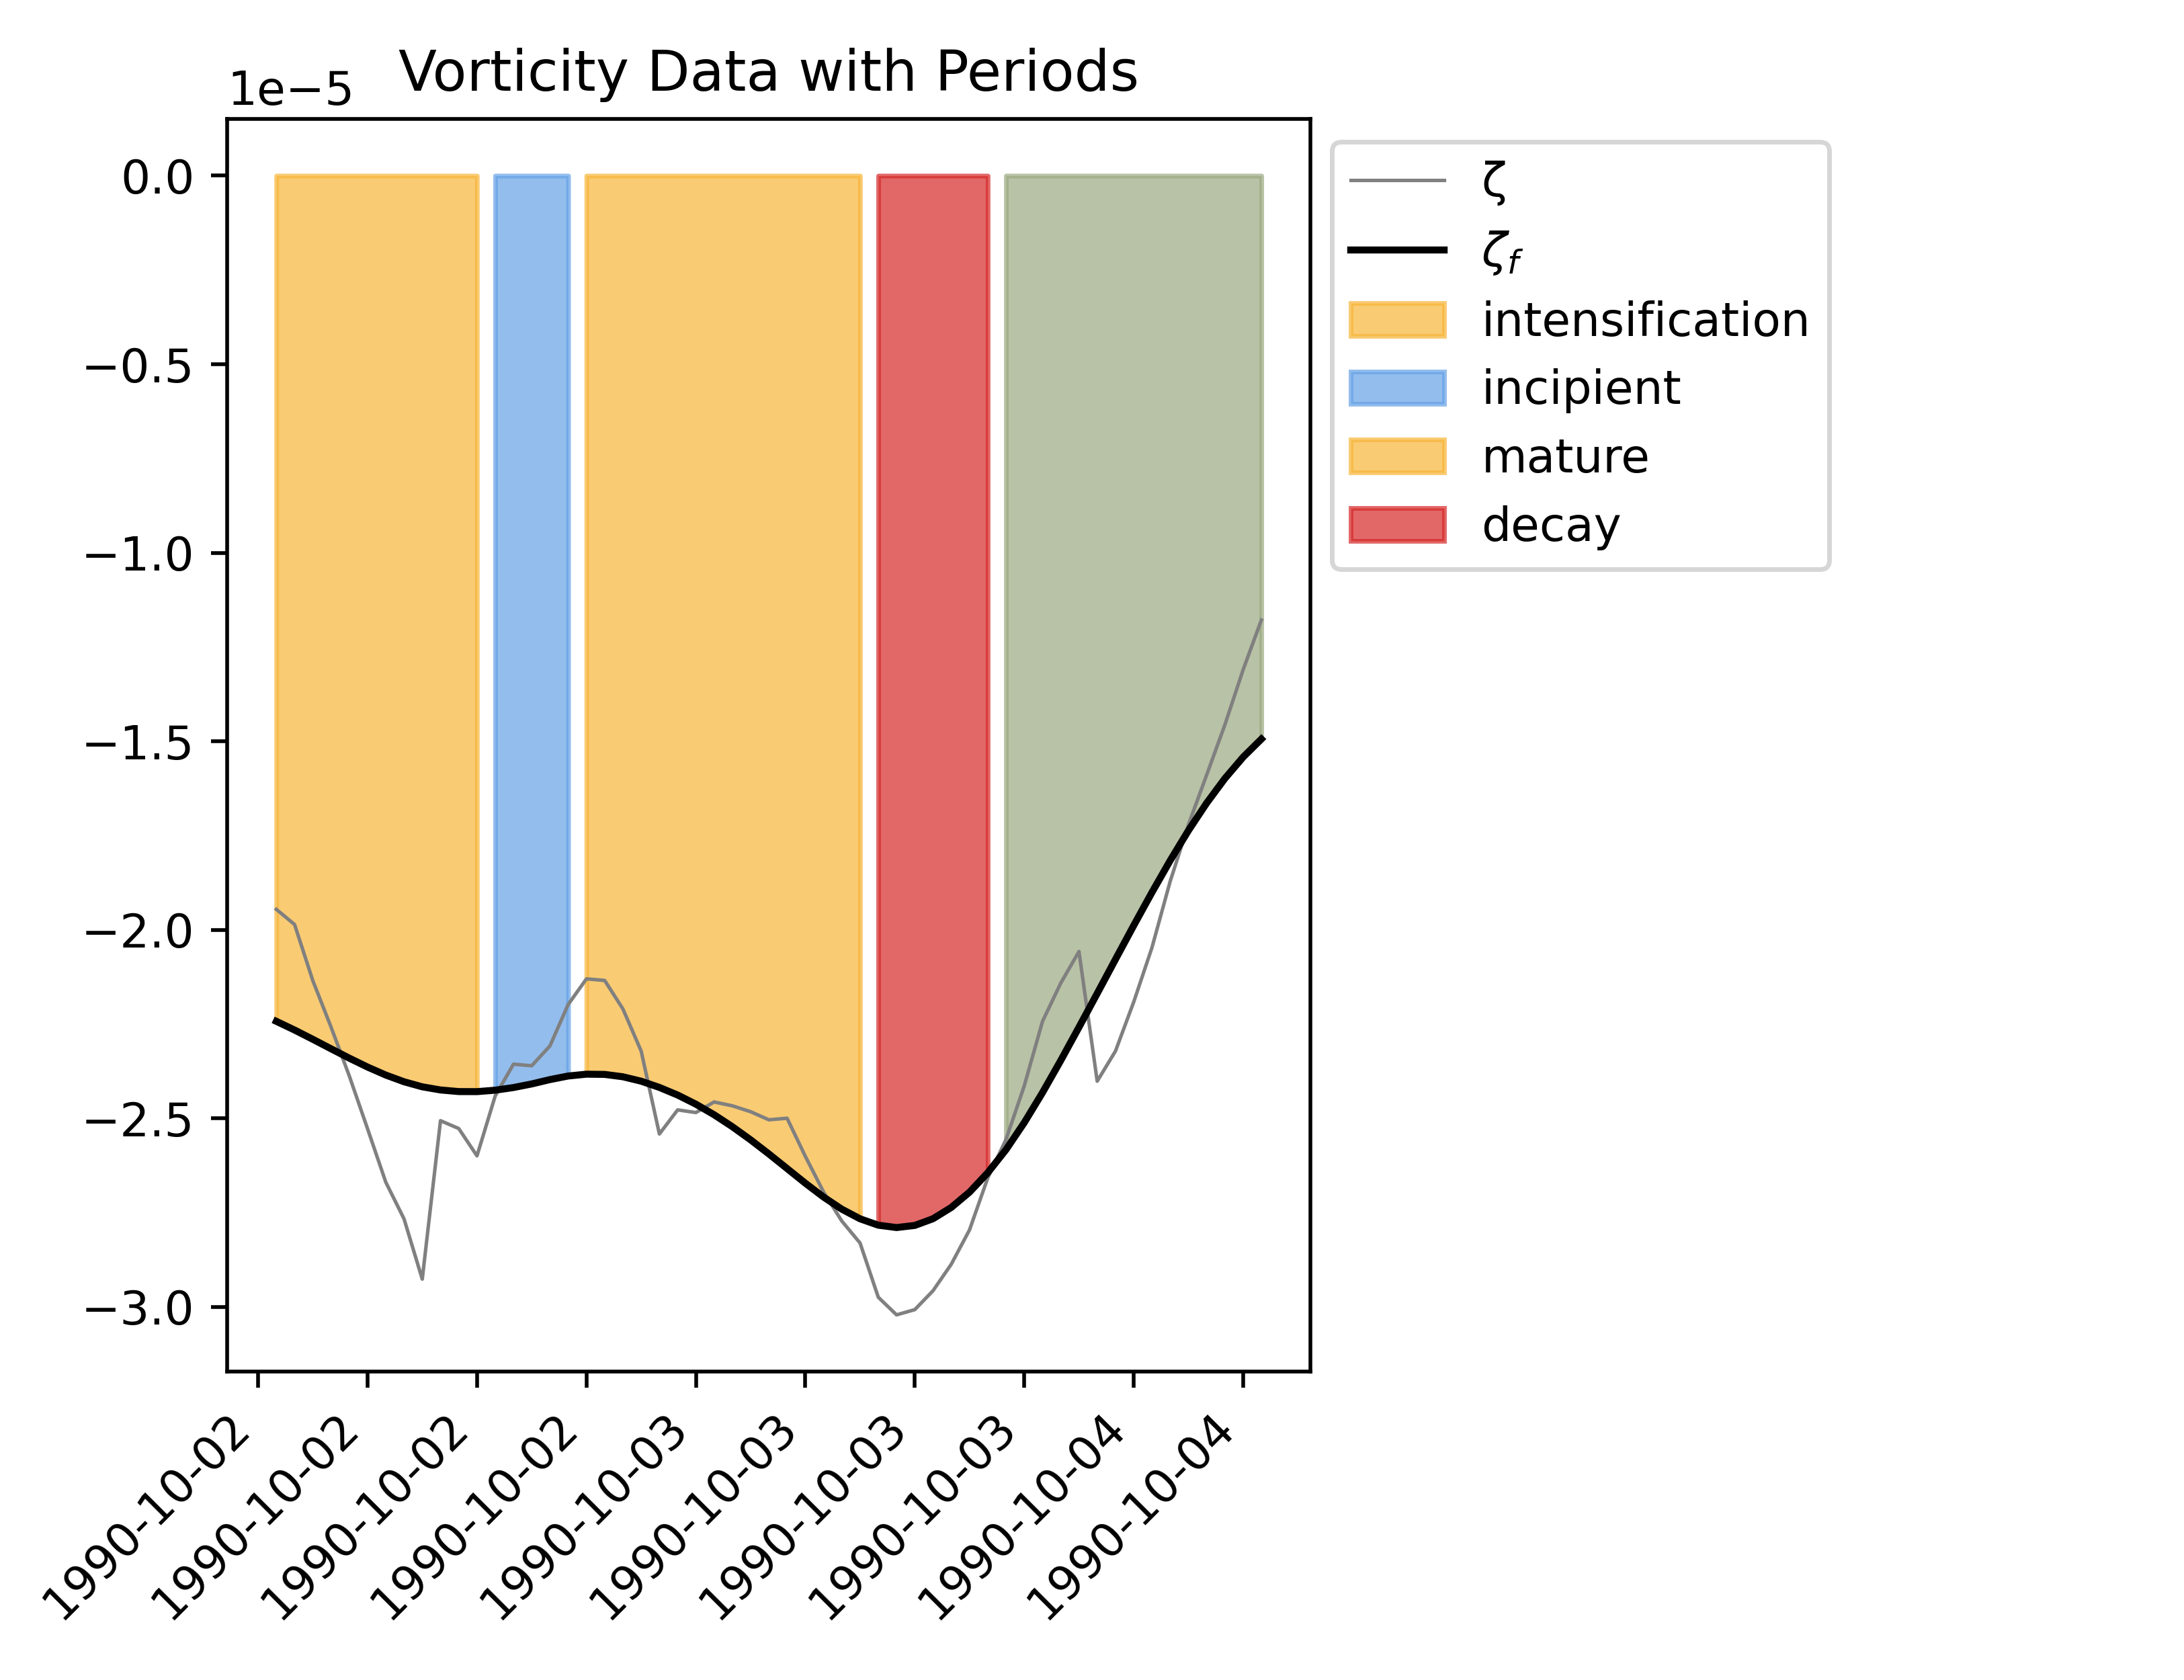 Vorticity Data with Periods
1e−5
0.0
−0.5
−1.0
−1.5
−2.0
−2.5
−3.0
1990-10-02
1990-10-02
1990-10-02
1990-10-02
1990-10-03
1990-10-03
1990-10-03
1990-10-03
1990-10-04
1990-10-04
ζ
ζf
intensification
incipient
mature
decay